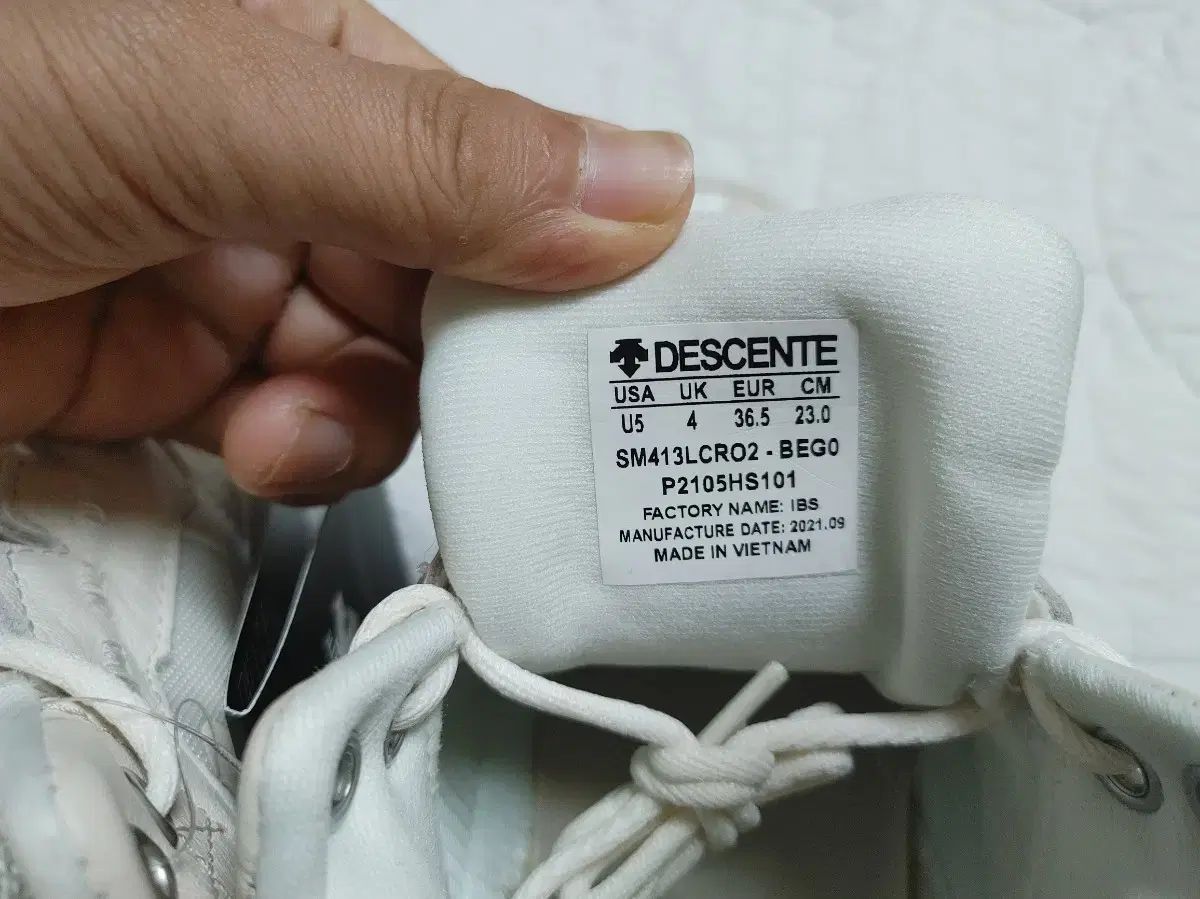 DESCENTE
USA UK EUR CM
U5 4 36.5 23.0
SM413LCRO2 - BEG0
P2105HS101
FACTORY NAME: IBS
MANUFACTURE DATE: 2021.09
MADE IN VIETNAM